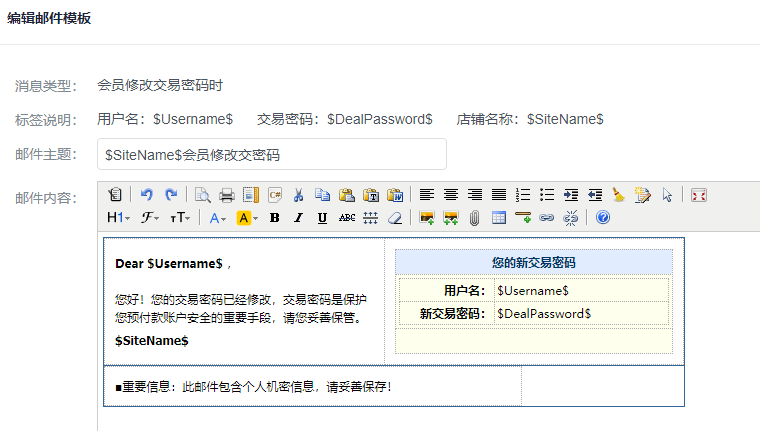 编辑邮件模板
消息类型： 会员修改交易密码时
标签说明： 用户名：$Username$ 交易密码：$DealPassword$ 店铺名称：$SiteName$
邮件主题： $SiteName$会员修改交密码
邮件内容：
C#
H1 F тT A A B I U ABC
Dear $Username$，
您好！您的交易密码已经修改，交易密码是保护
您预付款账户安全的重要手段，请您妥善保管。
$SiteName$
您的新交易密码
用户名： $Username$
新交易密码： $DealPassword$
■重要信息：此邮件包含个人机密信息，请妥善保存！